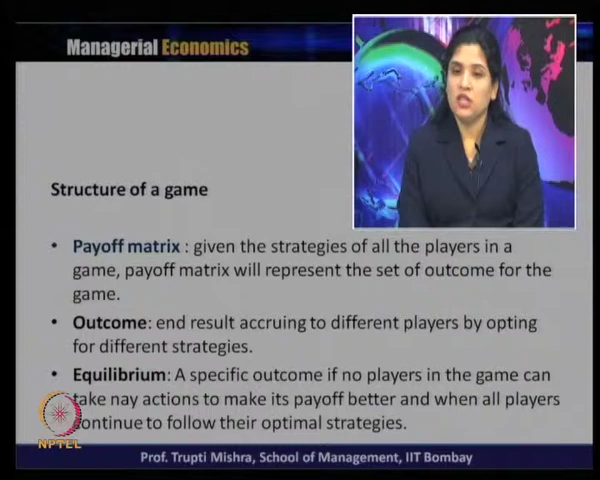 Managerial Economics
Structure of a game
• Payoff matrix : given the strategies of all the players in a
game, payoff matrix will represent the set of outcome for the
game.
• Outcome: end result accruing to different players by opting
for different strategies.
• Equilibrium: A specific outcome if no players in the game can
take nay actions to make its payoff better and when all players
continue to follow their optimal strategies.
NPTEL
Prof. Trupti Mishra, School of Management, IIT Bombay